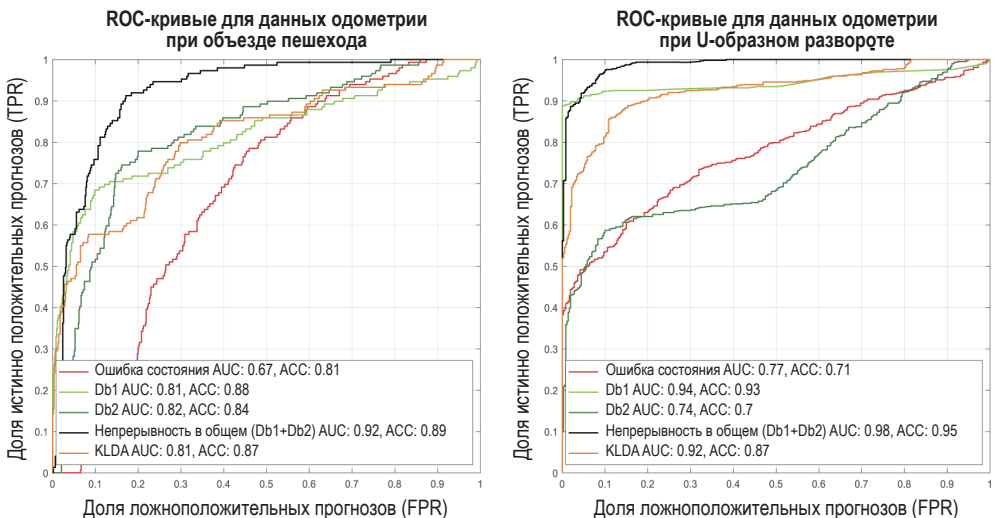 ROC-кривые для данных одометрии
при объезде пешехода
Доля истинно положительных прогнозов (TPR)
1
0.9
0.8
0.7
0.6
0.5
0.4
0.3
0.2
0.1
0
Ошибка состояния AUC: 0.67, ACC: 0.81
Db1 AUC: 0.81, ACC: 0.88
Db2 AUC: 0.82, ACC: 0.84
Непрерывность в общем (Db1+Db2) AUC: 0.92, ACC: 0.89
KLDA AUC: 0.81, ACC: 0.87
0 0.1 0.2 0.3 0.4 0.5 0.6 0.7 0.8 0.9 1
Доля ложноположительных прогнозов (FPR)
ROC-кривые для данных одометрии
при U-образном развороте
Доля истинно положительных прогнозов (TPR)
1
0.9
0.8
0.7
0.6
0.5
0.4
0.3
0.2
0.1
0
Ошибка состояния AUC: 0.77, ACC: 0.71
Db1 AUC: 0.94, ACC: 0.93
Db2 AUC: 0.74, ACC: 0.7
Непрерывность в общем (Db1+Db2) AUC: 0.98, ACC: 0.95
KLDA AUC: 0.92, ACC: 0.87
0 0.1 0.2 0.3 0.4 0.5 0.6 0.7 0.8 0.9 1
Доля ложноположительных прогнозов (FPR)